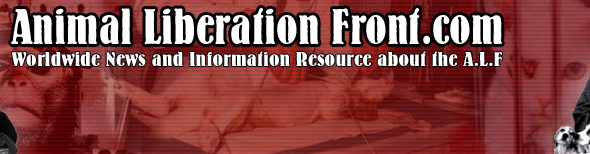 Animal Liberation Front.com
Worldwide News and Information Resource about the A.L.F